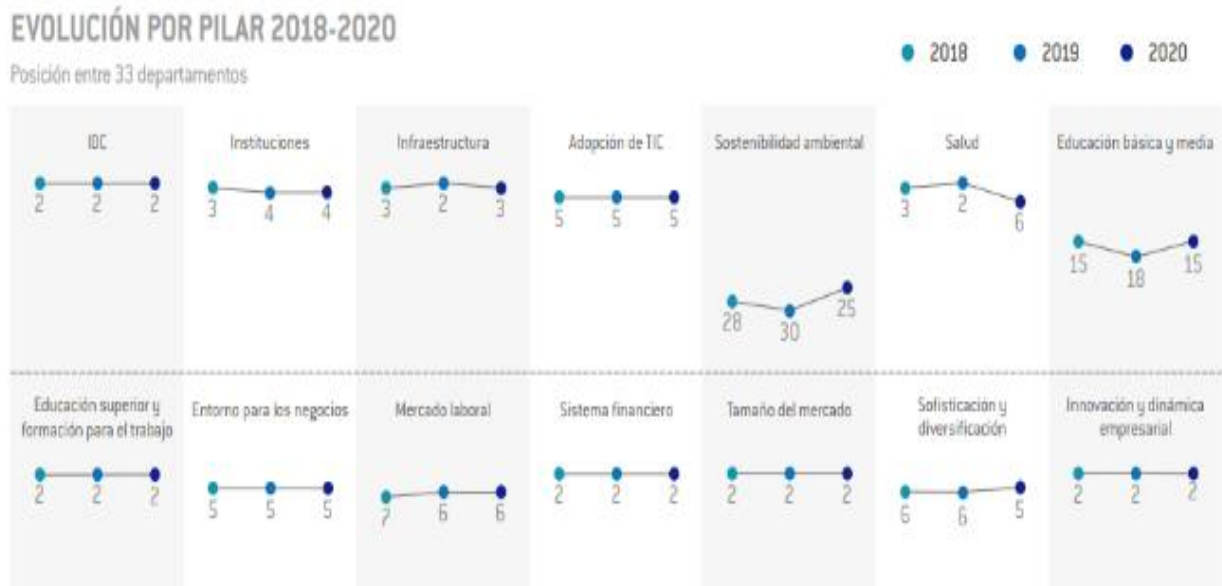 EVOLUCIÓN POR PILAR 2018-2020
Posición entre 33 departamentos
2018 2019 2020
IDC
2 2 2
Instituciones
3 4 4
Infraestructura
3 2 3
Adopción de TIC
5 5 5
Sostenibilidad ambiental
28 30 25
Salud
3 2 6
Educación básica y media
15 18 15
Educación superior y
formación para el trabajo
2 2 2
Entorno para los negocios
5 5 5
Mercado laboral
7 6 6
Sistema financiero
2 2 2
Tamaño del mercado
2 2 2
Sofisticación y
diversificación
6 6 5
Innovación y dinámica
empresarial
2 2 2